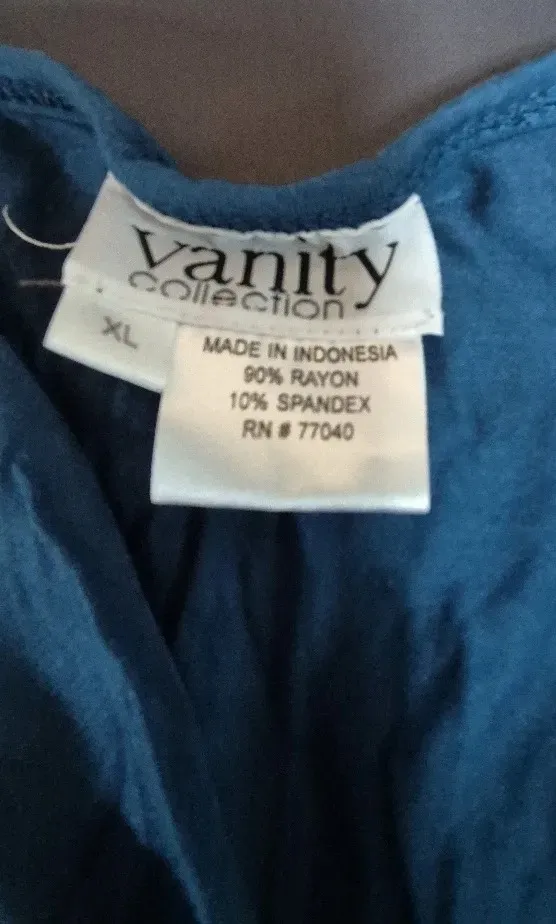 vanity
collection
XL
MADE IN INDONESIA
90% RAYON
10% SPANDEX
RN # 77040